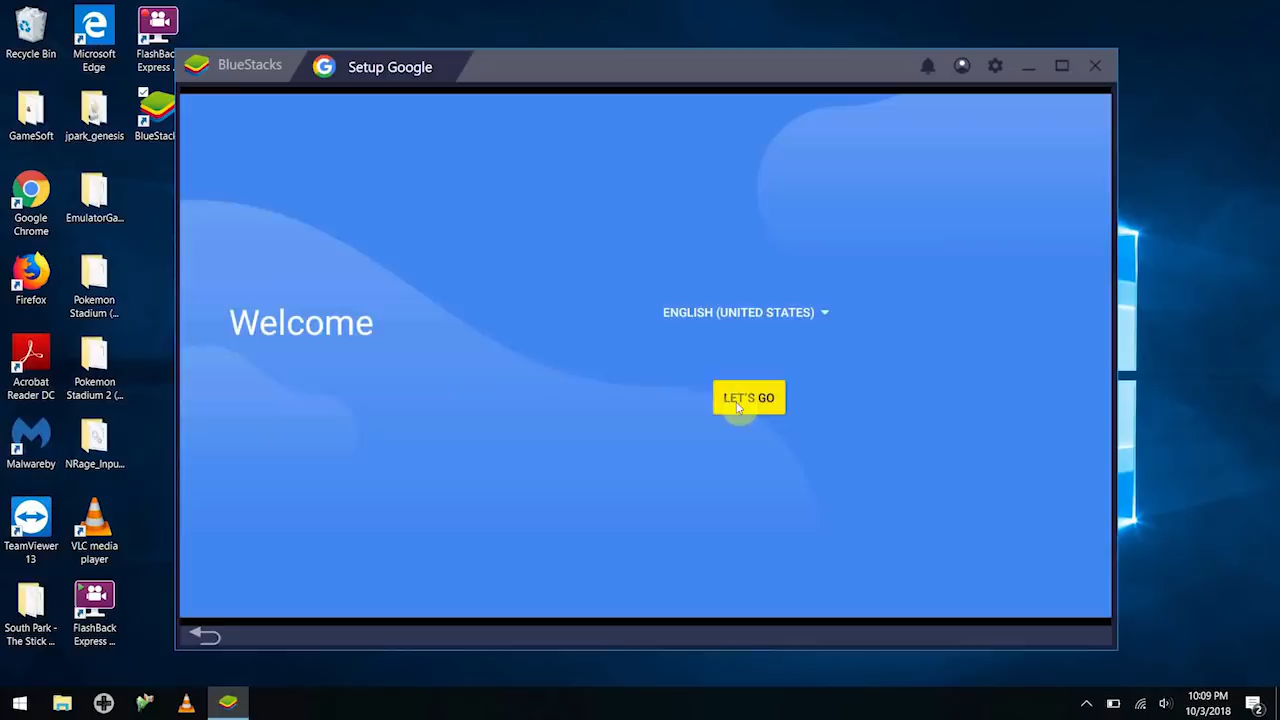 Recycle Bin
Microsoft
Edge
FlashBack
Express ...
GameSoft
jpark_genesis
BlueStack
Google
Chrome
EmulatorGa...
Firefox
Pokemon
Stadium (...
Acrobat
Reader DC
Pokemon
Stadium 2 (...
Malwareby
NRage_Inpu...
TeamViewer
13
VLC media
player
South Park -
The Stick ...
FlashBack
Express ...
BlueStacks
Setup Google
Welcome
ENGLISH (UNITED STATES)
LET'S GO
10:09 PM
10/3/2018
2